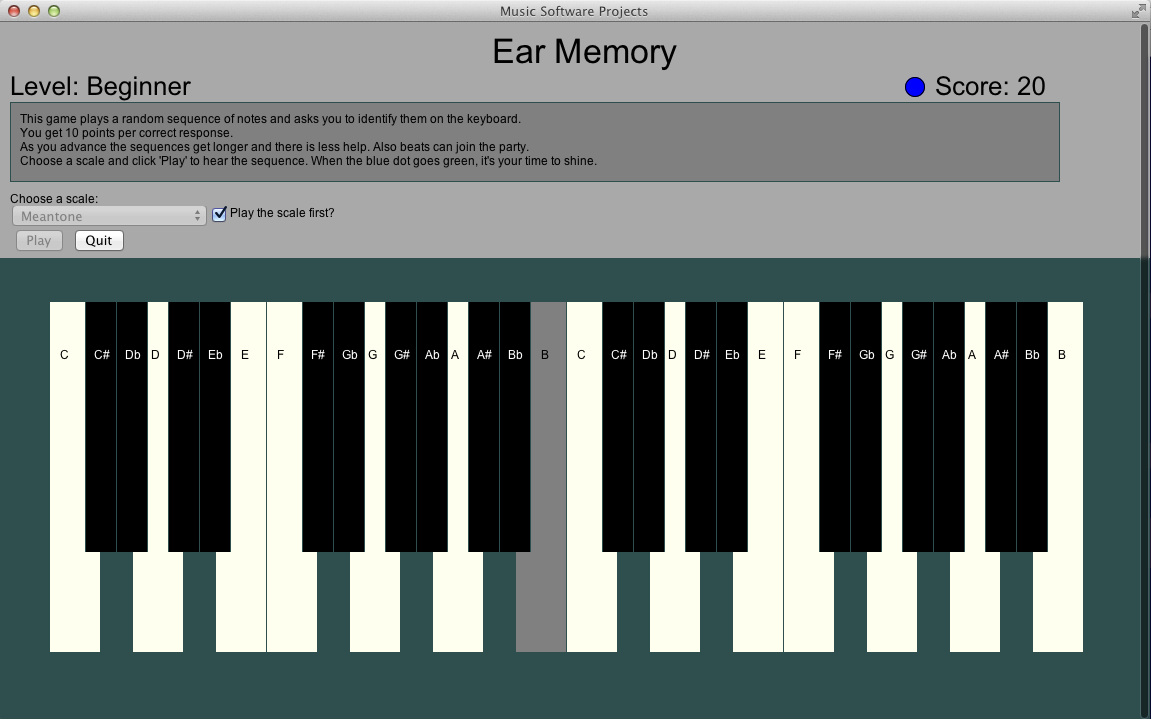 Music Software Projects
Ear Memory
Level: Beginner
Score: 20
This game plays a random sequence of notes and asks you to identify them on the keyboard.
You get 10 points per correct response.
As you advance the sequences get longer and there is less help. Also beats can join the party.
Choose a scale and click 'Play' to hear the sequence. When the blue dot goes green, it's your time to shine.
Choose a scale:
Meantone
Play the scale first?
Play
Quit
C C# Db D D# Eb E F F# Gb G G# Ab A A# Bb B C C# Db D D# Eb E F F# Gb G G# Ab A A# Bb B